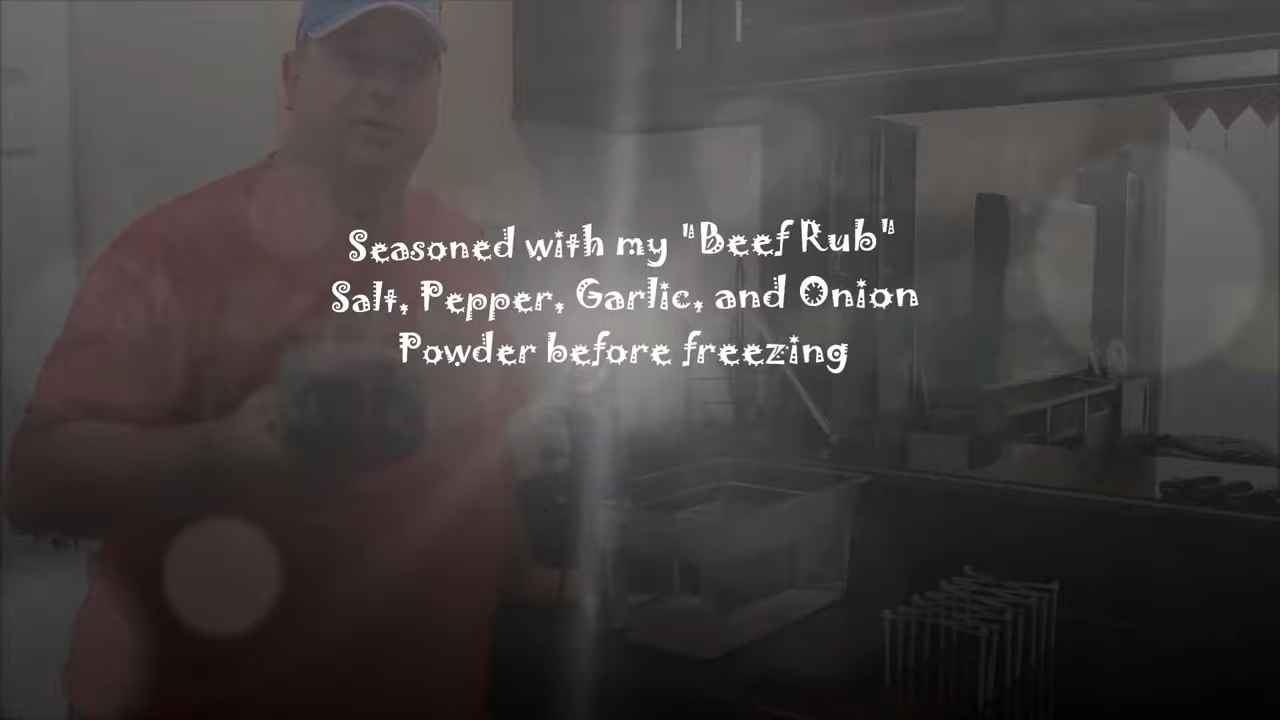 Seasoned with my "Beef Rub"
Salt, Pepper, Garlic, and Onion
Powder before freezing